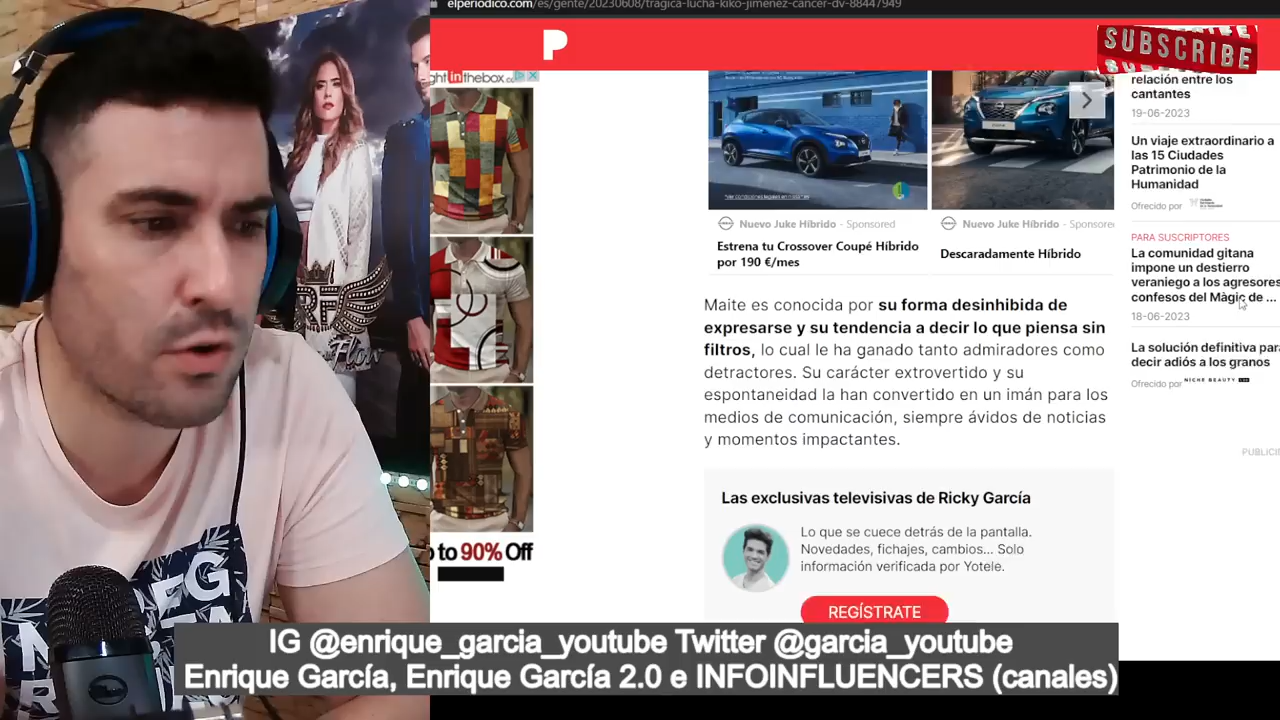 elperiodico.com/es/gente/20230608/tragica-lucha-kiko-jimenez-cancer-dv-88447949
P
SUBSCRIBE
ghtinthebox.co
relación entre los
cantantes
19-06-2023
Un viaje extraordinario a
las 15 Ciudades
Patrimonio de la
Humanidad
Ofrecido por
PARA SUSCRIPTORES
La comunidad gitana
impone un destierro
veraniego a los agresores
confesos del Màgic de ...
18-06-2023
La solución definitiva para
decir adiós a los granos
Ofrecido por NICHE BEAUTY
PUBLICI
Nuevo Juke Híbrido - Sponsored
Estrena tu Crossover Coupé Híbrido
por 190 €/mes
Nuevo Juke Híbrido - Sponsore
Descaradamente Híbrido
Maite es conocida por su forma desinhibida de
expresarse y su tendencia a decir lo que piensa sin
filtros, lo cual le ha ganado tanto admiradores como
detractores. Su carácter extrovertido y su
espontaneidad la han convertido en un imán para los
medios de comunicación, siempre ávidos de noticias
y momentos impactantes.
Las exclusivas televisivas de Ricky García
Lo que se cuece detrás de la pantalla.
Novedades, fichajes, cambios... Solo
información verificada por Yotele.
REGÍSTRATE
to 90% Off
RF
Flow
IG @enrique_garcia_youtube Twitter @garcia_youtube
Enrique García, Enrique García 2.0 e INFOINFLUENCERS (canales)